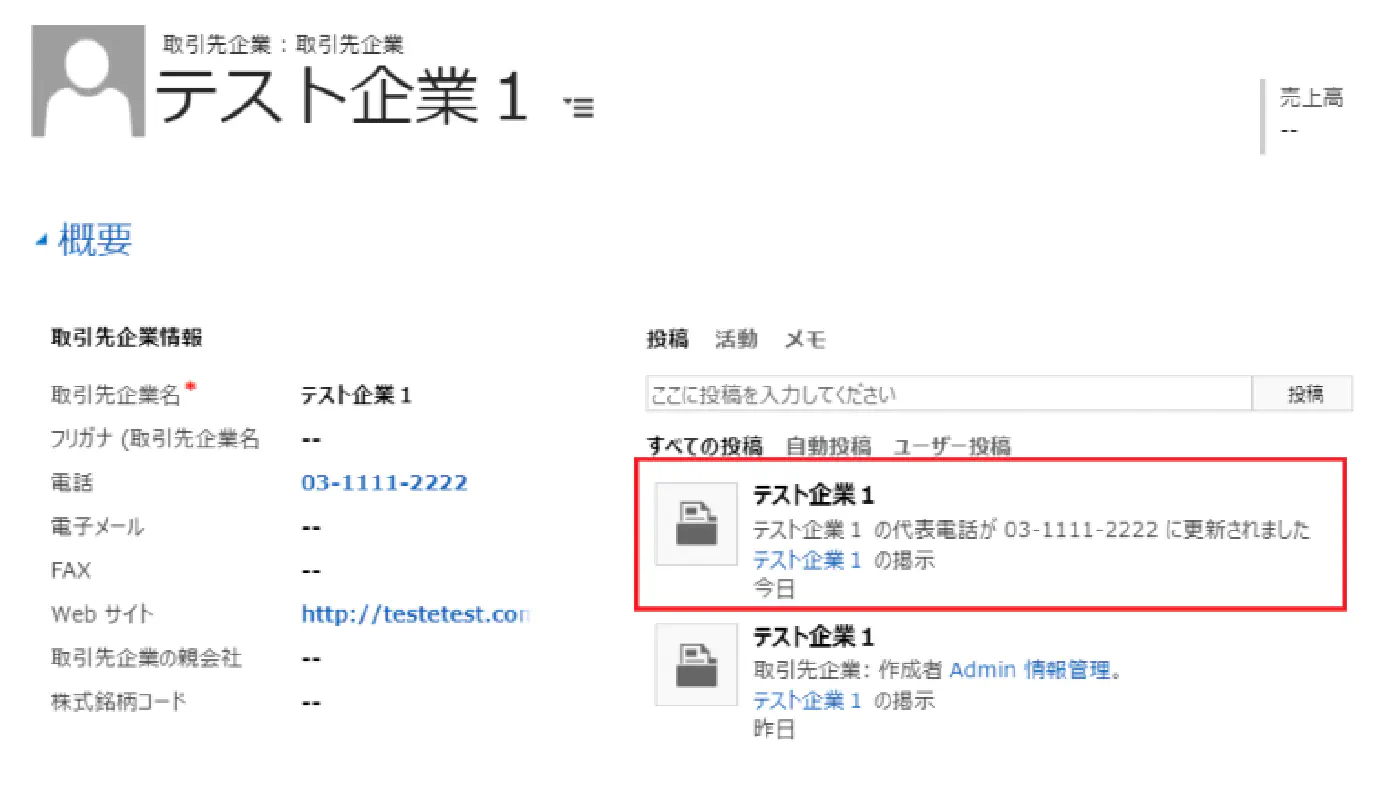 取引先企業 : 取引先企業
テスト企業1
売上高
--
概要
取引先企業情報
取引先企業名*
テスト企業1
フリガナ (取引先企業名
--
電話
03-1111-2222
電子メール
--
FAX
--
Web サイト
http://testetest.con
取引先企業の親会社
--
株式銘柄コード
--
投稿 活動 メモ
ここに投稿を入力してください
投稿
すべての投稿 自動投稿 ユーザー投稿
テスト企業1
テスト企業1 の代表電話が 03-1111-2222 に更新されました
テスト企業1 の掲示
今日
テスト企業1
取引先企業: 作成者 Admin 情報管理。
テスト企業1 の掲示
昨日